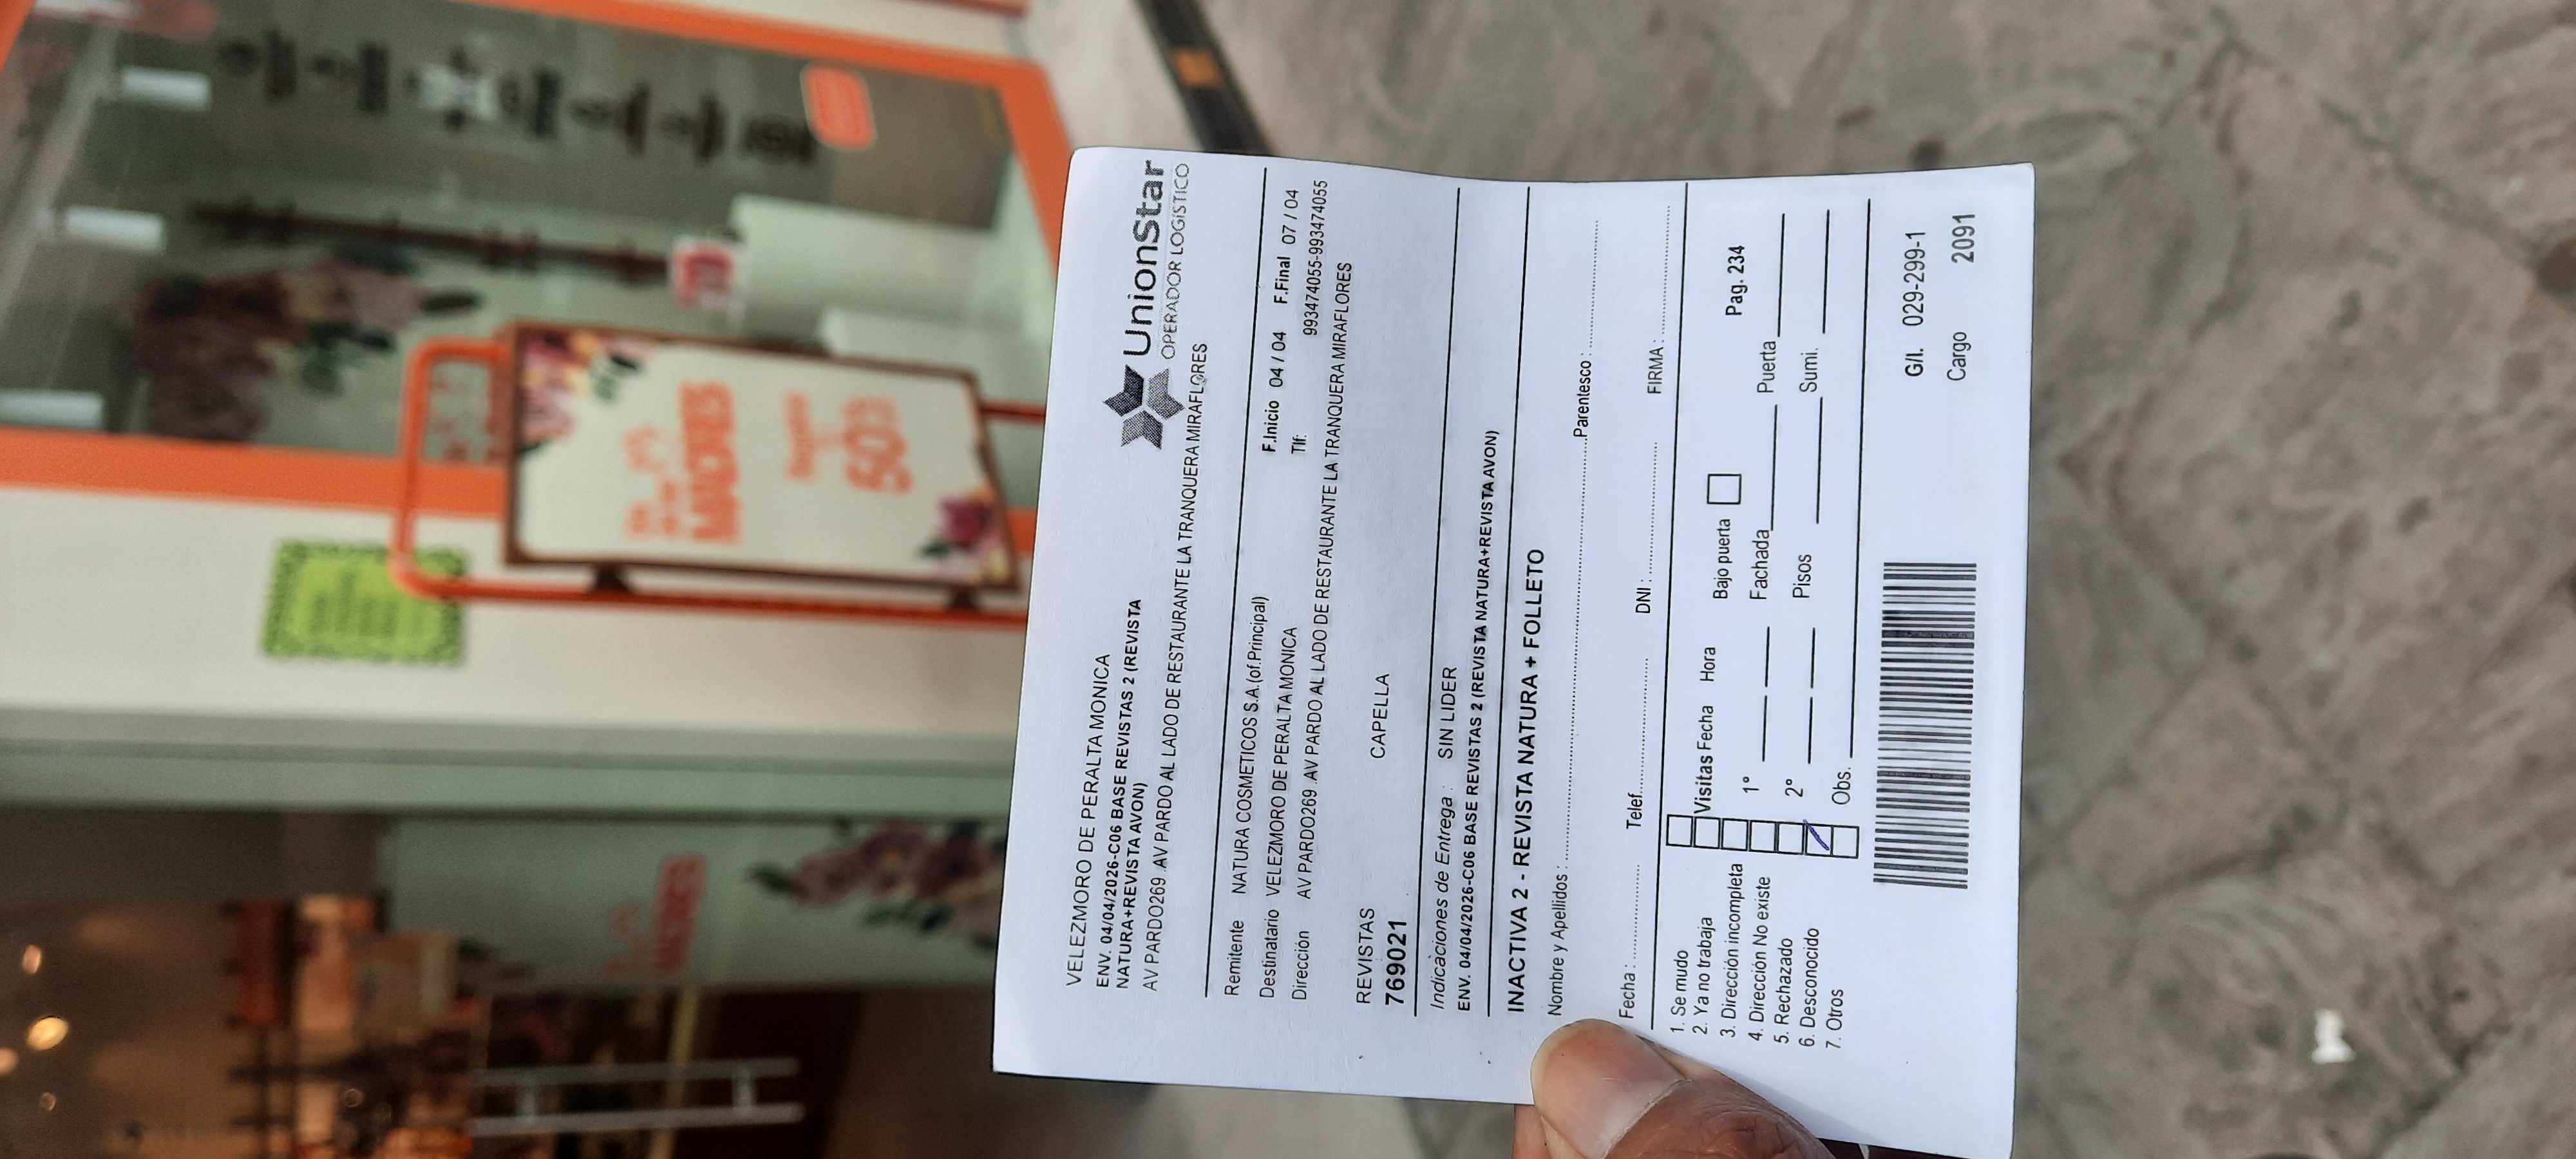 VELEZMORO DE PERALTA MONICA
ENV. 04/04/2026-C06 BASE REVISTAS 2 (REVISTA
NATURA+REVISTA AVON)
AV PARDO269 .AV PARDO AL LADO DE RESTAURANTE LA TRANQUERA MIRAFLORES
UnionStar
OPERADOR LOGÍSTICO
Remitente NATURA COSMETICOS S.A.(of.Principal)
F.Inicio 04 / 04 F.Final 07 / 04
Destinatario VELEZMORO DE PERALTA MONICA
Tlf: 993474055-993474055
Dirección AV PARDO269 .AV PARDO AL LADO DE RESTAURANTE LA TRANQUERA MIRAFLORES
REVISTAS CAPELLA
769021
Indicaciones de Entrega : SIN LIDER
ENV. 04/04/2026-C06 BASE REVISTAS 2 (REVISTA NATURA+REVISTA AVON)
INACTIVA 2 - REVISTA NATURA + FOLLETO
Nombre y Apellidos : Parentesco :
Fecha : Telef. DNI : FIRMA :
1. Se mudo
2. Ya no trabaja
3. Dirección incompleta
4. Dirección No existe
5. Rechazado
6. Desconocido
7. Otros
Visitas Fecha Hora Bajo puerta Pag. 234
1° Fachada Puerta
2° Pisos Sumi.
Obs.
G/I. 029-299-1
Cargo 2091
MADRES
50%
MADRES